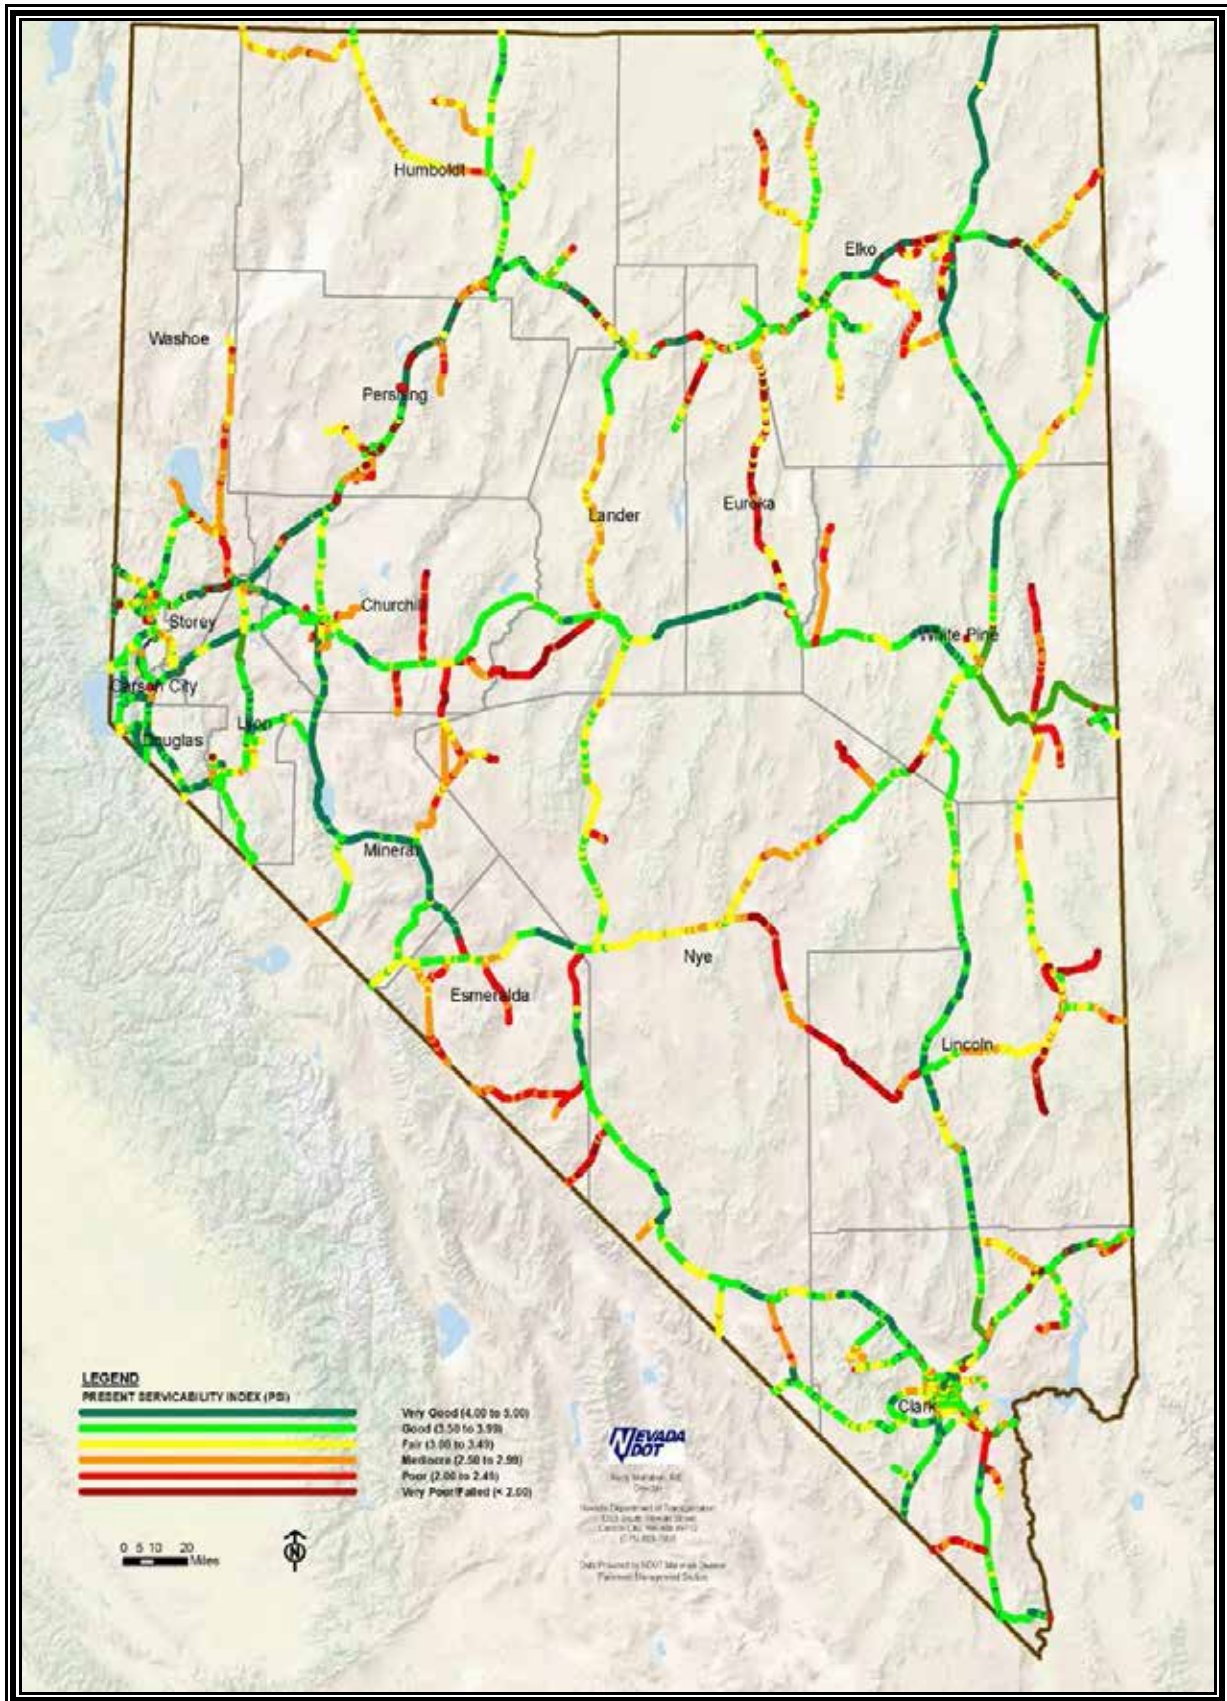 Humboldt
Elko
Washoe
Pershing
Lander
Eureka
Churchill
Storey
White Pine
Carson City
Lyon
Douglas
Mineral
Nye
Esmeralda
Lincoln
Clark
LEGEND
PRESENT SERVICABILITY INDEX (PSI)
Very Good (4.00 to 5.00)
Good (3.50 to 3.99)
Fair (3.00 to 3.49)
Mediocre (2.50 to 2.99)
Poor (2.00 to 2.49)
Very Poor/Failed (< 2.00)
NEVADA
DOT
Nevada Department of Transportation
0 5 10 20
Miles
N